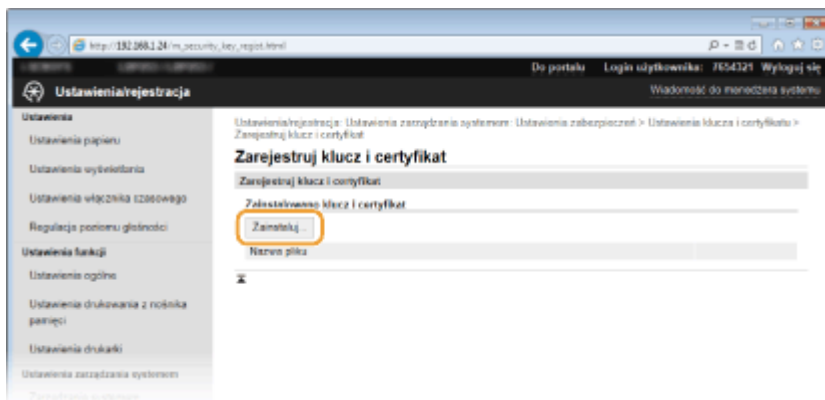 http://192.168.1.24/m_security_key_regist.html
Do portalu Login użytkownika: 7654321 Wyloguj się
Ustawienia/rejestracja
Wiadomość do menedżera systemu
Ustawienia
Ustawienia papieru
Ustawienia wyświetlania
Ustawienia włącznika czasowego
Regulacja poziomu głośności
Ustawienia funkcji
Ustawienia ogólne
Ustawienia drukowania z nośnika
pamięci
Ustawienia drukarki
Ustawienia zarządzania systemem
Zarządzanie systemem
Ustawienia/rejestracja: Ustawienia zarządzania systemem: Ustawienia zabezpieczeń > Ustawienia klucza i certyfikatu >
Zarejestruj klucz i certyfikat
Zarejestruj klucz i certyfikat
Zarejestruj klucz i certyfikat
Zainstalowano klucz i certyfikat
Zainstaluj...
Nazwa pliku